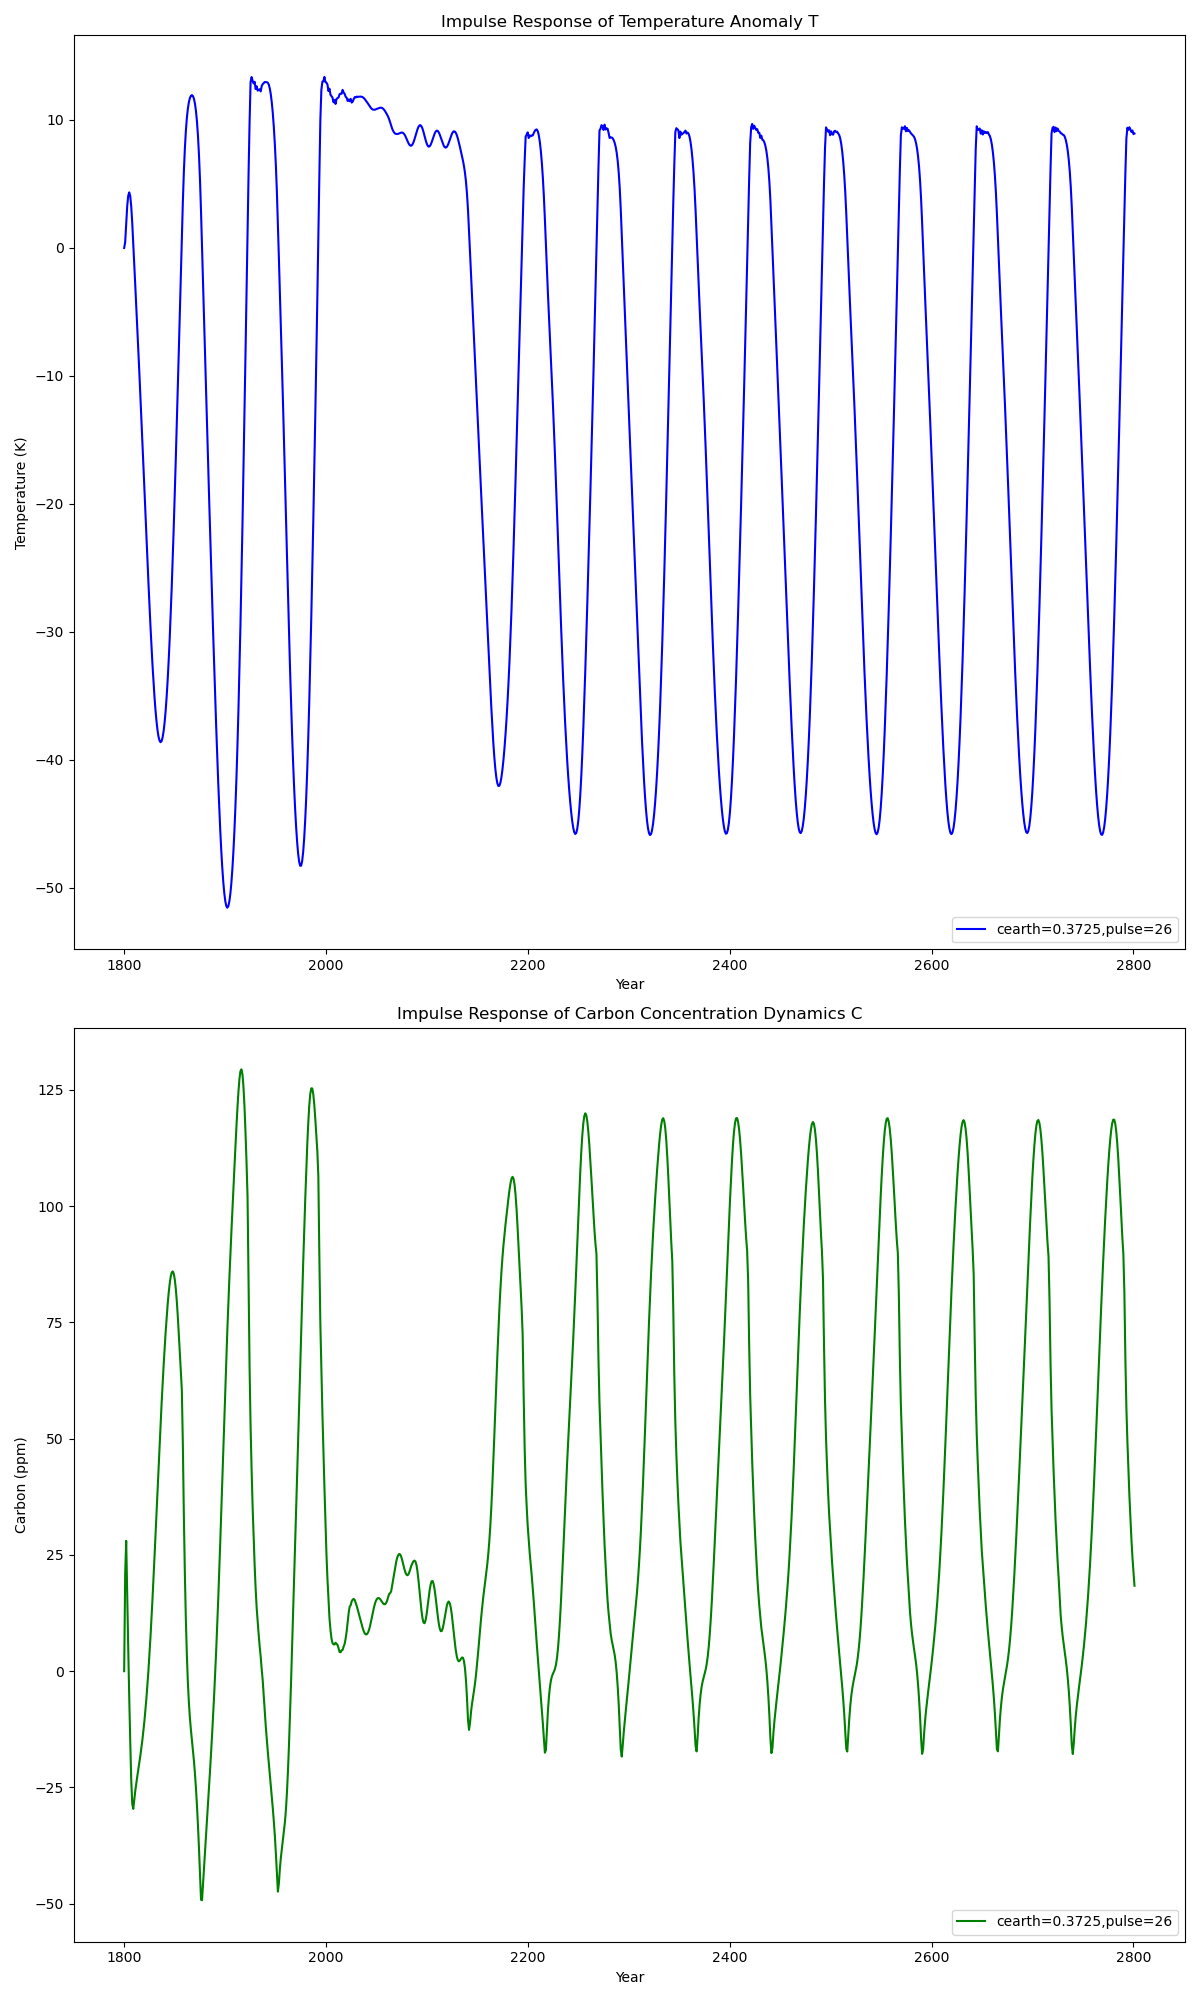 Impulse Response of Temperature Anomaly T
10
0
−10
−20
−30
−40
−50
Temperature (K)
cearth=0.3725,pulse=26
1800 2000 2200 2400 2600 2800
Year
Impulse Response of Carbon Concentration Dynamics C
125
100
75
50
25
0
−25
−50
Carbon (ppm)
cearth=0.3725,pulse=26
1800 2000 2200 2400 2600 2800
Year